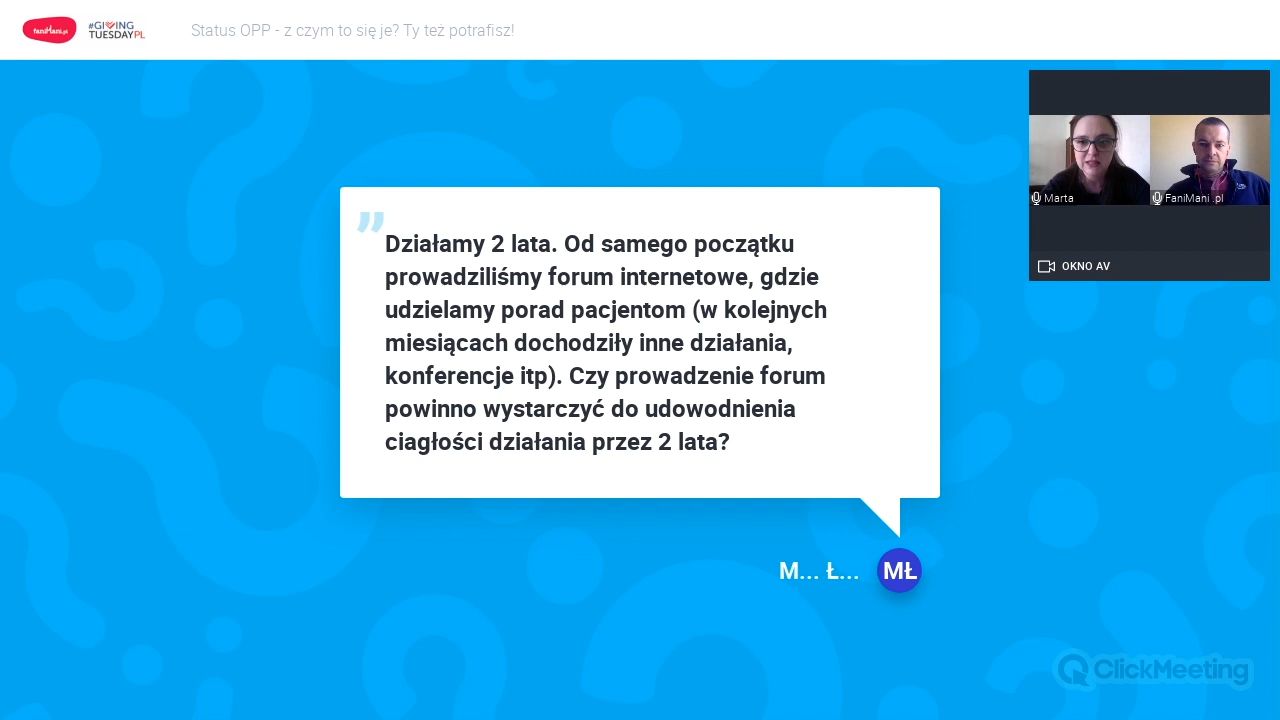 faniMani.pl
#GIVING
TUESDAYPL
Status OPP - z czym to się je? Ty też potrafisz!
”
Działamy 2 lata. Od samego początku
prowadziliśmy forum internetowe, gdzie
udzielamy porad pacjentom (w kolejnych
miesiącach dochodziły inne działania,
konferencje itp). Czy prowadzenie forum
powinno wystarczyć do udowodnienia
ciagłości działania przez 2 lata?
M... Ł...
MŁ
Marta
FaniMani .pl
OKNO AV
ClickMeeting